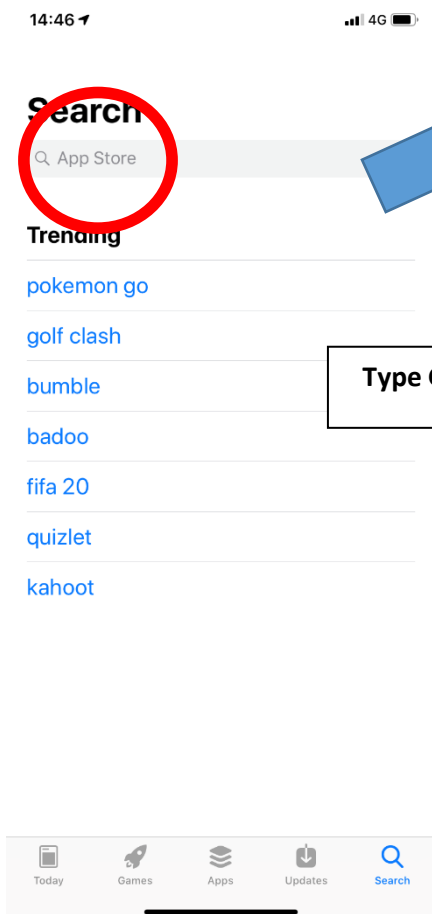 14:46 4G
Search
App Store
Trending
pokemon go
golf clash
bumble
Type
badoo
fifa 20
quizlet
kahoot
Today Games Apps Updates Search